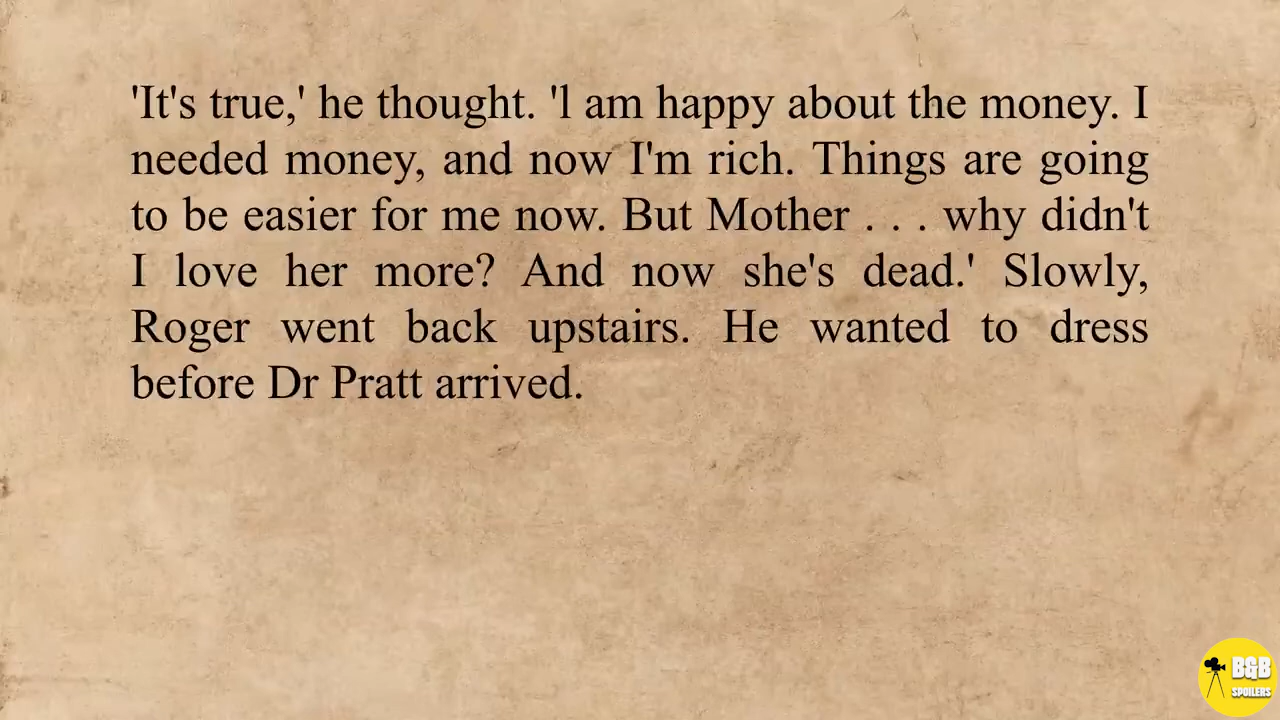 'It's true,' he thought. 'l am happy about the money. I
needed money, and now I'm rich. Things are going
to be easier for me now. But Mother . . . why didn't
I love her more? And now she's dead.' Slowly,
Roger went back upstairs. He wanted to dress
before Dr Pratt arrived.
B&B
SPOILERS